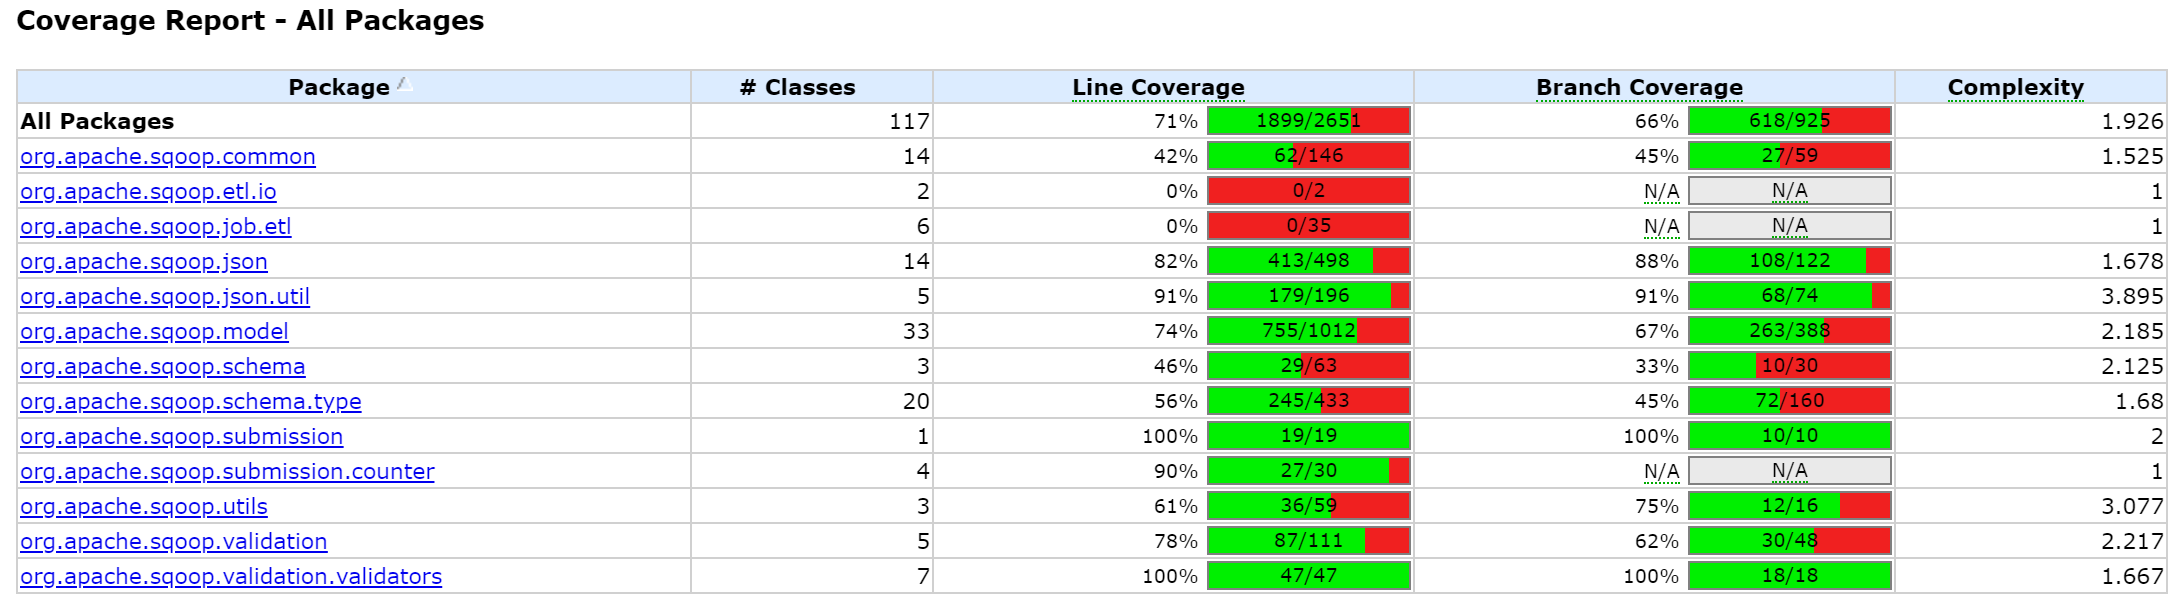 Coverage Report - All Packages
Package # Classes Line Coverage Branch Coverage Complexity
All Packages 117 71% 1899/2651 66% 618/925 1.926
org.apache.sqoop.common 14 42% 62/146 45% 27/59 1.525
org.apache.sqoop.etl.io 2 0% 0/2 N/A N/A 1
org.apache.sqoop.job.etl 6 0% 0/35 N/A N/A 1
org.apache.sqoop.json 14 82% 413/498 88% 108/122 1.678
org.apache.sqoop.json.util 5 91% 179/196 91% 68/74 3.895
org.apache.sqoop.model 33 74% 755/1012 67% 263/388 2.185
org.apache.sqoop.schema 3 46% 29/63 33% 10/30 2.125
org.apache.sqoop.schema.type 20 56% 245/433 45% 72/160 1.68
org.apache.sqoop.submission 1 100% 19/19 100% 10/10 2
org.apache.sqoop.submission.counter 4 90% 27/30 N/A N/A 1
org.apache.sqoop.utils 3 61% 36/59 75% 12/16 3.077
org.apache.sqoop.validation 5 78% 87/111 62% 30/48 2.217
org.apache.sqoop.validation.validators 7 100% 47/47 100% 18/18 1.667